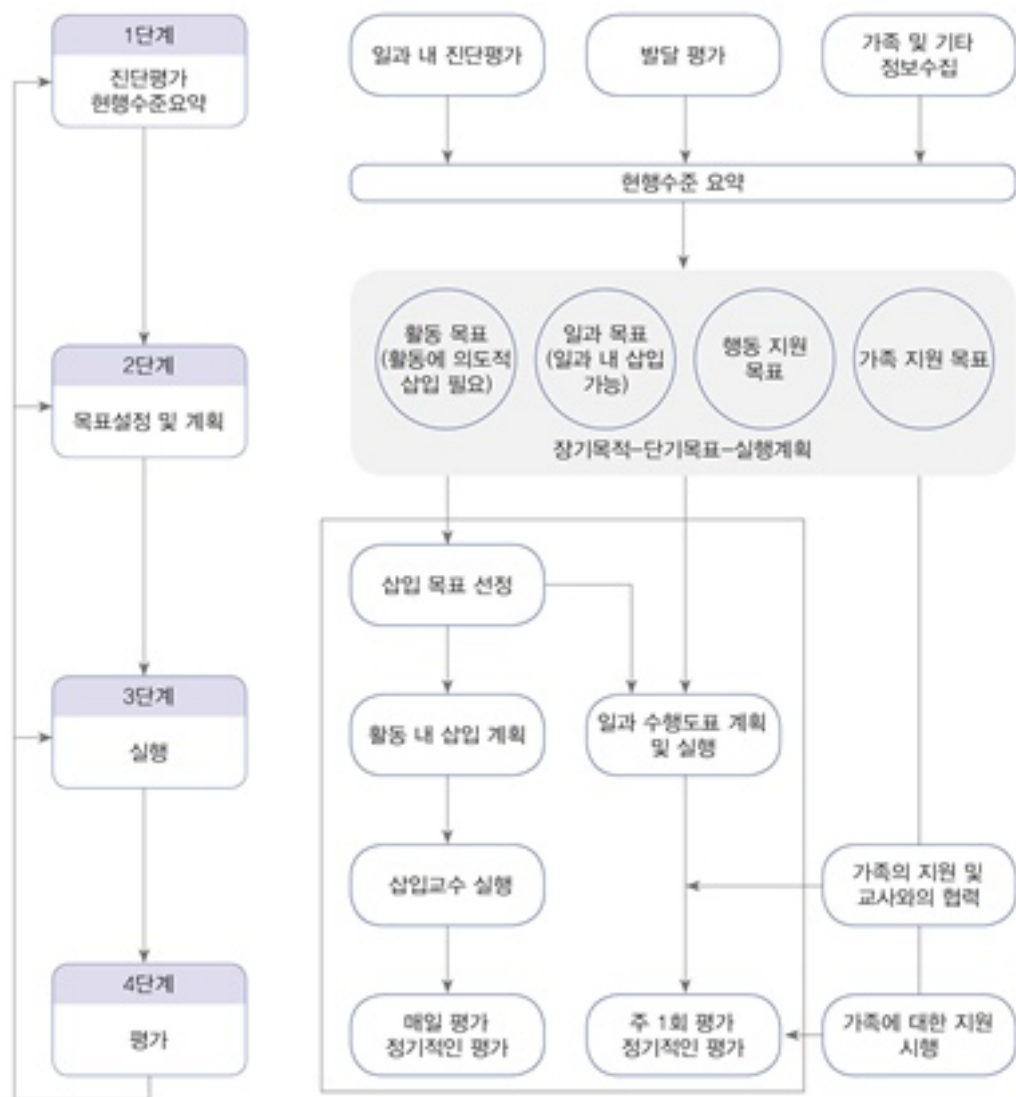 1단계
진단평가
현행수준요약
2단계
목표설정 및 계획
3단계
실행
4단계
평가
일과 내 진단평가
발달 평가
가족 및 기타
정보수집
현행수준 요약
활동 목표
(활동에 의도적
삽입 필요)
일과 목표
(일과 내 삽입
가능)
행동 지원
목표
가족 지원 목표
장기목적-단기목표-실행계획
삽입 목표 선정
활동 내 삽입 계획
일과 수행도표 계획
및 실행
삽입교수 실행
가족의 지원 및
교사와의 협력
매일 평가
정기적인 평가
주 1회 평가
정기적인 평가
가족에 대한 지원
시행